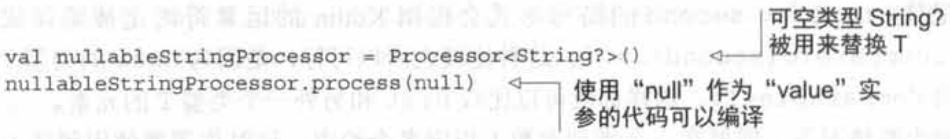 可空类型 String?
被用来替换 T
val nullableStringProcessor = Processor<String?>()
nullableStringProcessor.process(null)
使用 “null” 作为 “value” 实
参的代码可以编译